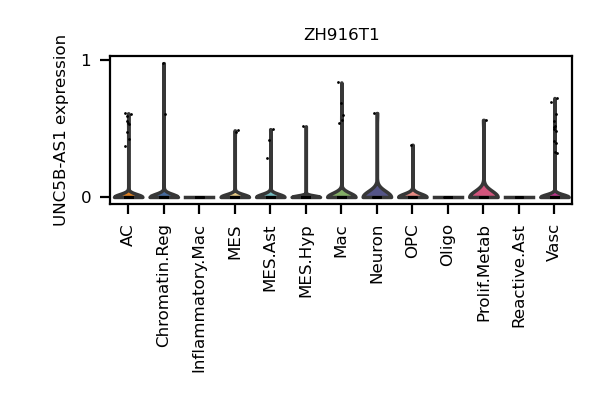 ZH916T1
UNC5B-AS1 expression
1
0
AC
Chromatin.Reg
Inflammatory.Mac
MES
MES.Ast
MES.Hyp
Mac
Neuron
OPC
Oligo
Prolif.Metab
Reactive.Ast
Vasc